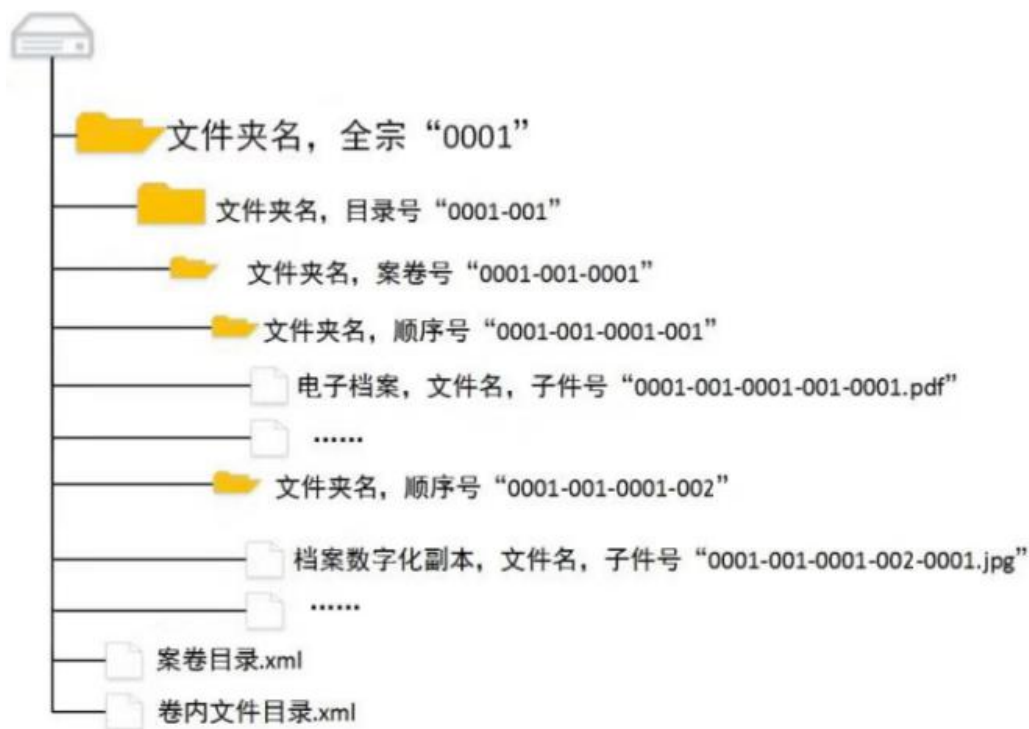 文件夹名，全宗“0001”
文件夹名，目录号“0001-001”
文件夹名，案卷号“0001-001-0001”
文件夹名，顺序号“0001-001-0001-001”
电子档案，文件名，子件号“0001-001-0001-001-0001.pdf”
……
文件夹名，顺序号“0001-001-0001-002”
档案数字化副本，文件名，子件号“0001-001-0001-002-0001.jpg”
……
案卷目录.xml
卷内文件目录.xml